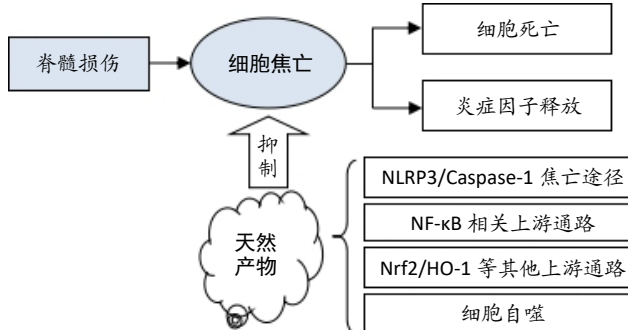 细胞死亡
脊髓损伤
细胞焦亡
炎症因子释放
抑
制
天然
产物
NLRP3/Caspase-1 焦亡途径
NF-κB 相关上游通路
Nrf2/HO-1 等其他上游通路
细胞自噬